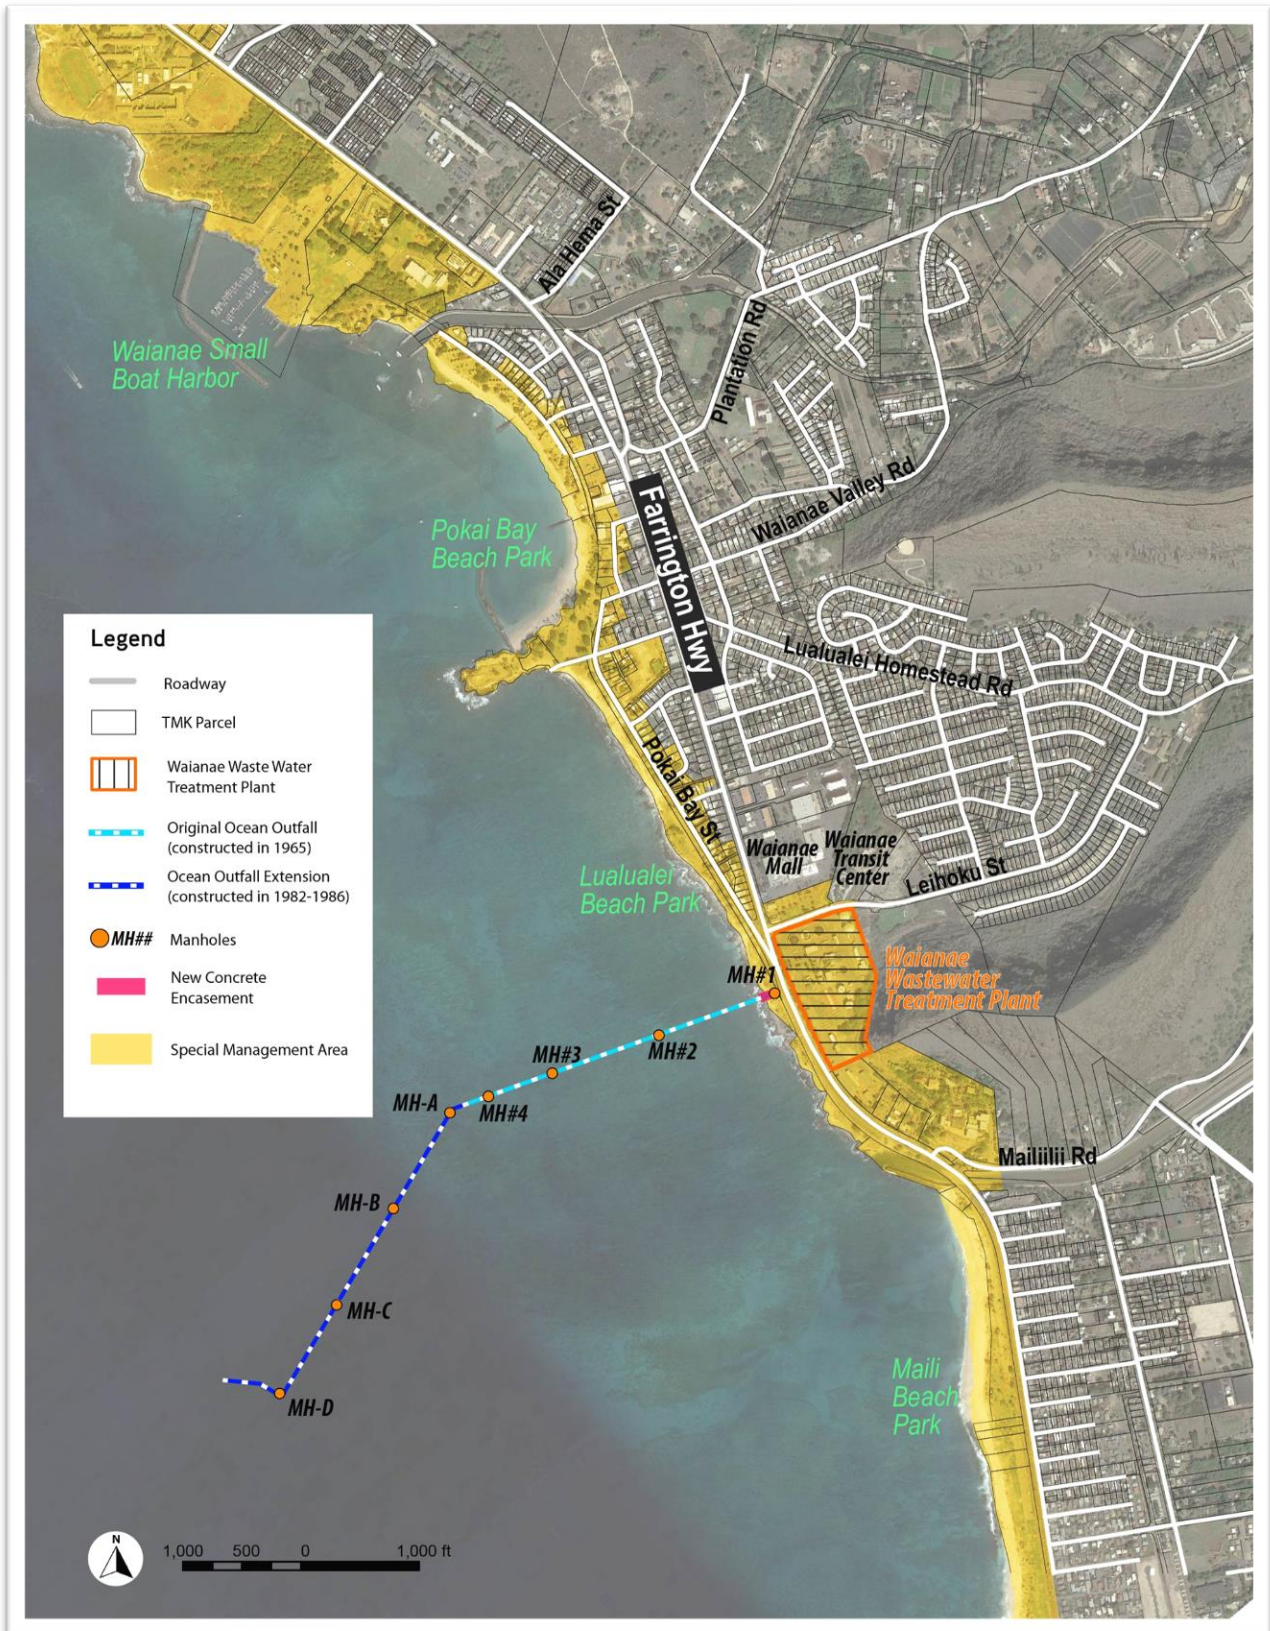 Ala Hema St
Plantation Rd
Waianae Small
Boat Harbor
Farrington Hwy
Waianae Valley Rd
Pokai Bay
Beach Park
Lualualei Homestead Rd
Pokai Bay St
Waianae
Mall
Waianae
Transit
Center
Leihoku St
Lualualei
Beach Park
Waianae
Wastewater
Treatment Plant
MH#1
MH#2
MH#3
MH#4
MH-A
MH-B
MH-C
MH-D
Mailiilii Rd
Maili
Beach
Park
Legend
Roadway
TMK Parcel
Waianae Waste Water
Treatment Plant
Original Ocean Outfall
(constructed in 1965)
Ocean Outfall Extension
(constructed in 1982-1986)
MH## Manholes
New Concrete
Encasement
Special Management Area
N
1,000 500 0 1,000 ft